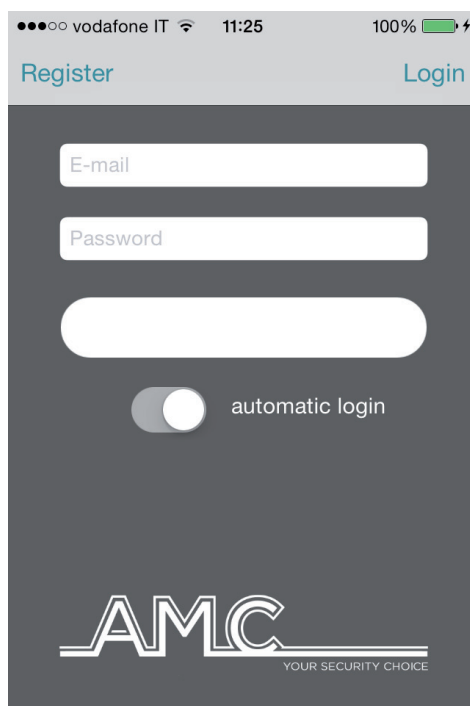 vodafone IT 11:25 100%
Register Login
E-mail
Password
automatic login
AMC
YOUR SECURITY CHOICE